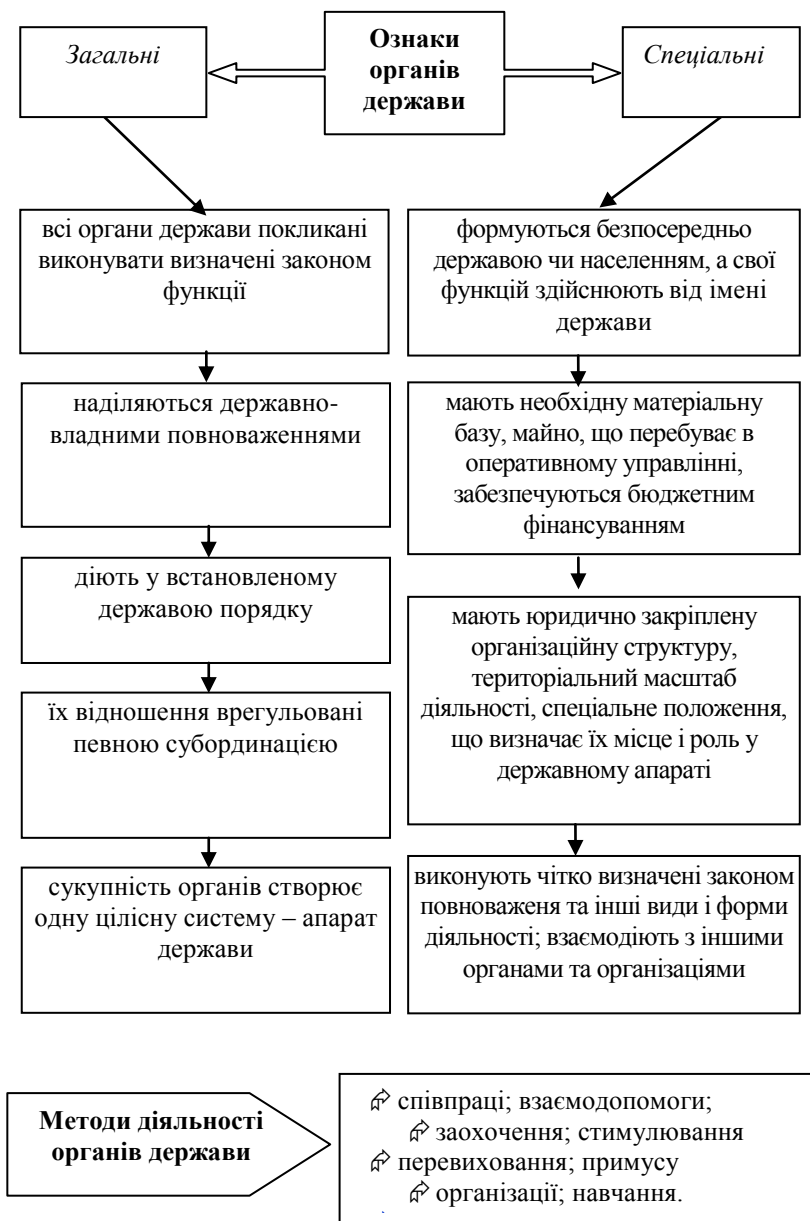 Загальні
Ознаки
органів
держави
Спеціальні
всі органи держави покликані
виконувати визначені законом
функції
наділяються державно-
владними повноваженнями
діють у встановленому
державою порядку
їх відношення врегульовані
певною субординацією
сукупність органів створює
одну цілісну систему – апарат
держави
формуються безпосередньо
державою чи населенням, а свої
функцій здійснюють від імені
держави
мають необхідну матеріальну
базу, майно, що перебуває в
оперативному управлінні,
забезпечуються бюджетним
фінансуванням
мають юридично закріплену
організаційну структуру,
територіальний масштаб
діяльності, спеціальне положення,
що визначає їх місце і роль у
державному апараті
виконують чітко визначені законом
повноваженя та інші види і форми
діяльності; взаємодіють з іншими
органами та організаціями
Методи діяльності
органів держави
співпраці; взаємодопомоги;
заохочення; стимулювання
перевиховання; примусу
організації; навчання.